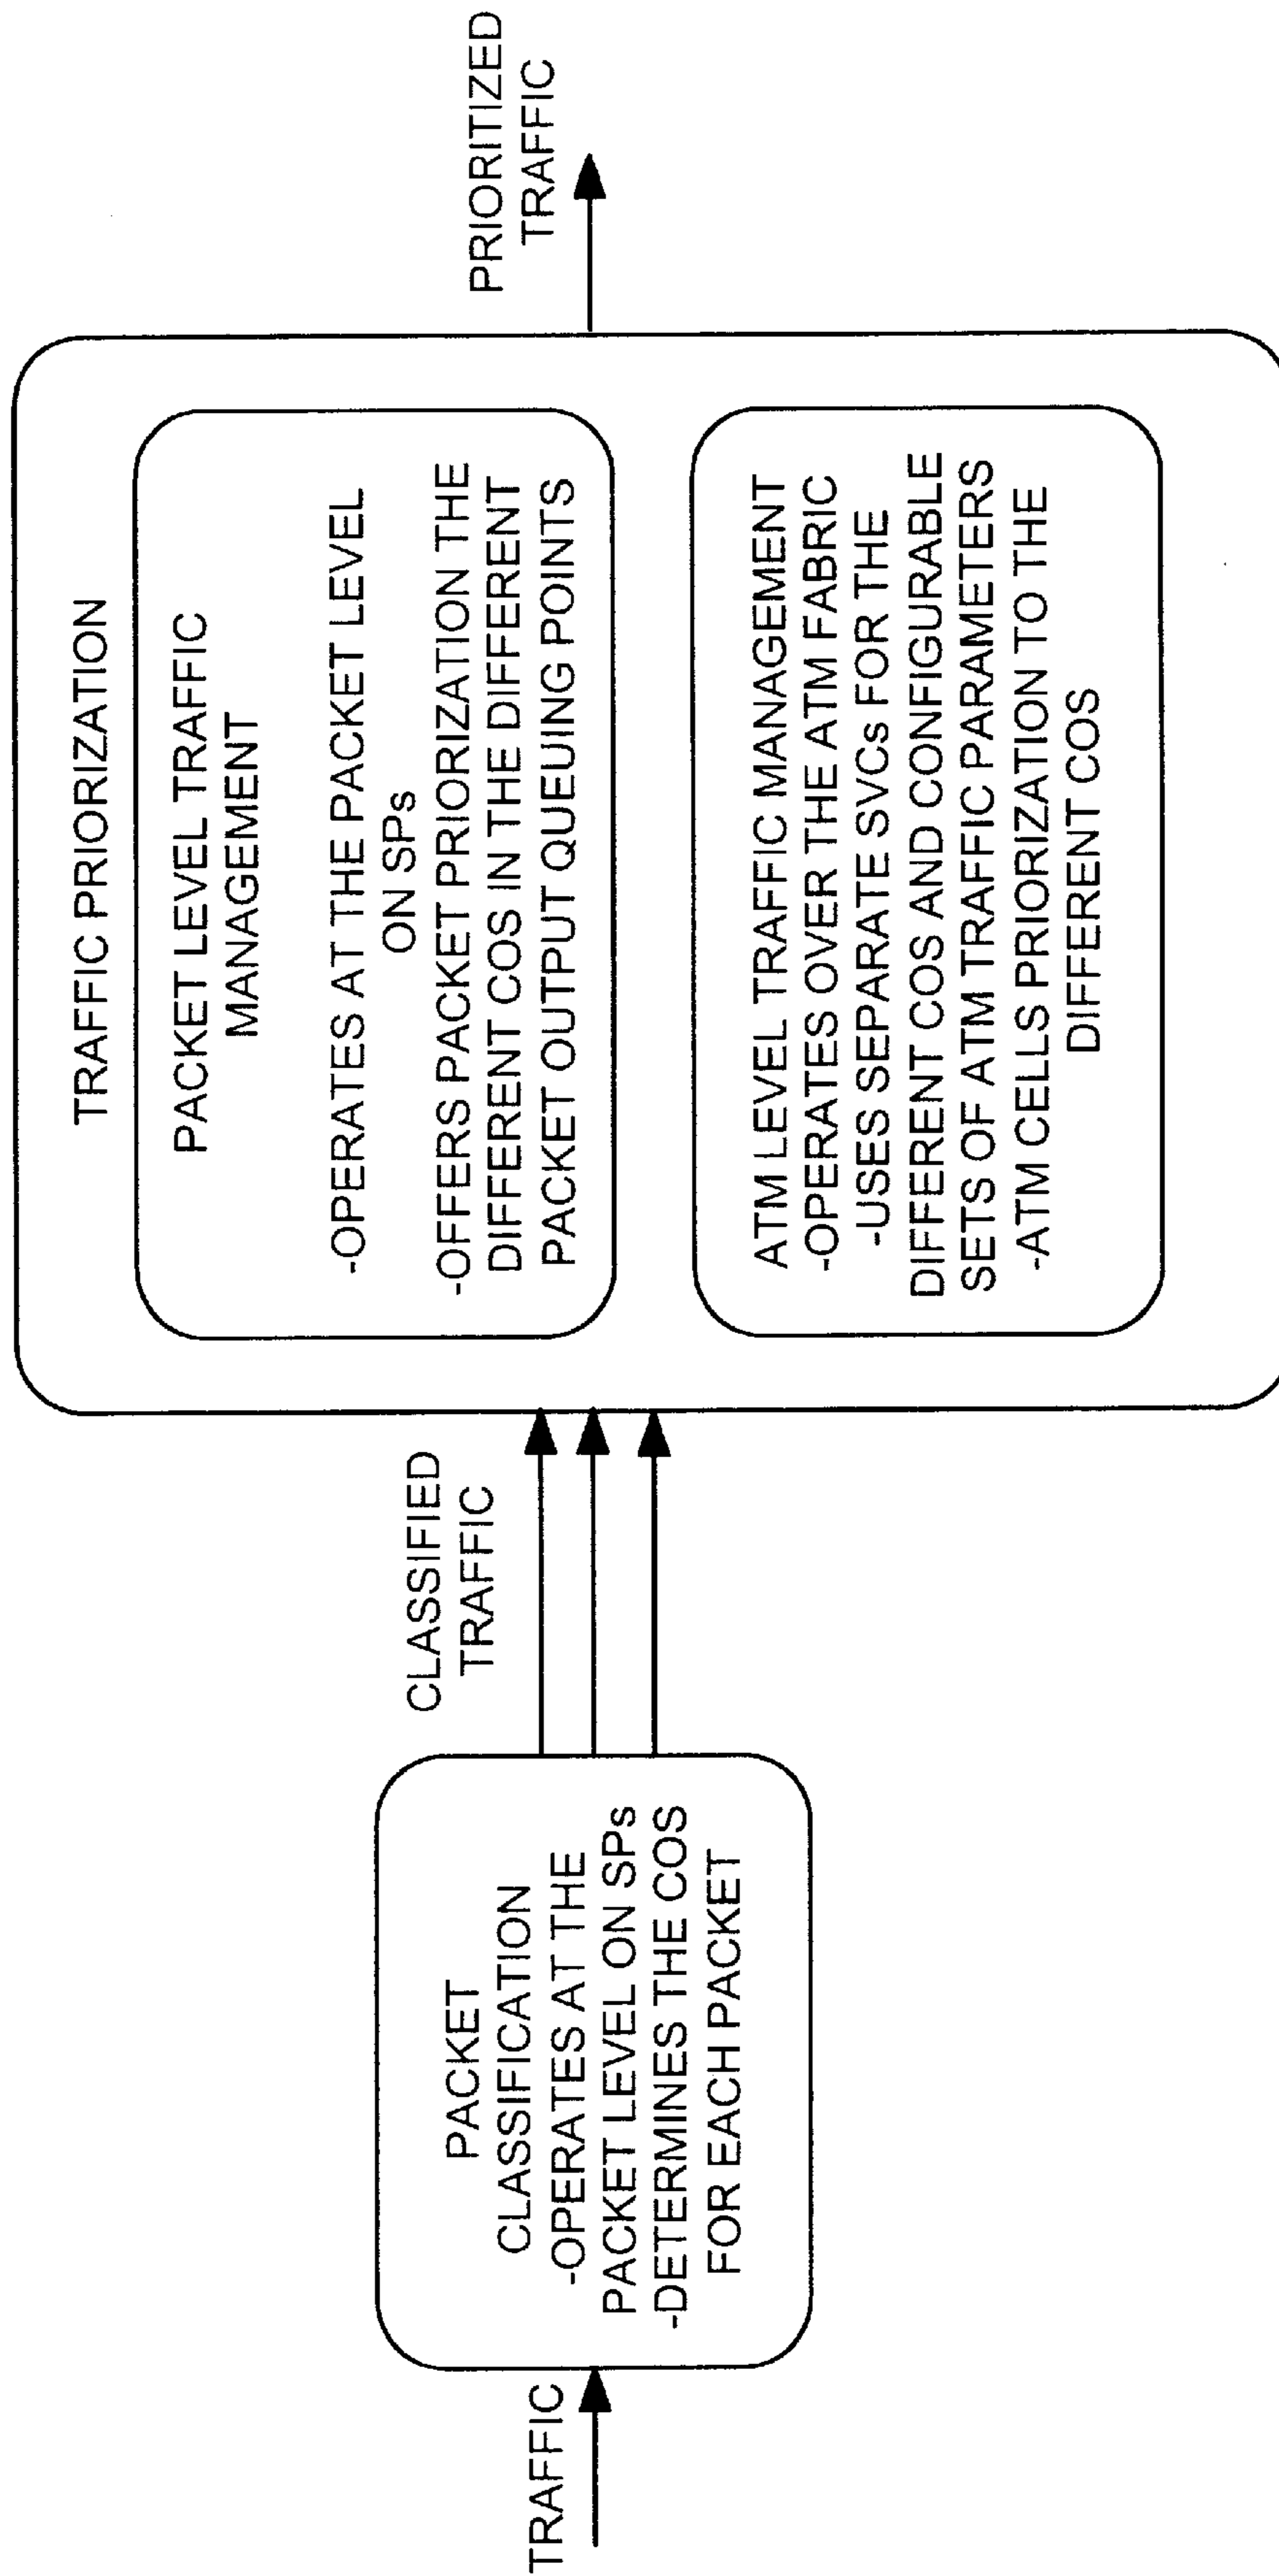 TRAFFIC
PACKET
CLASSIFICATION
-OPERATES AT THE
PACKET LEVEL ON SPs
-DETERMINES THE COS
FOR EACH PACKET
CLASSIFIED
TRAFFIC
TRAFFIC PRIORIZATION
PACKET LEVEL TRAFFIC
MANAGEMENT
-OPERATES AT THE PACKET LEVEL
ON SPs
-OFFERS PACKET PRIORIZATION THE
DIFFERENT COS IN THE DIFFERENT
PACKET OUTPUT QUEUING POINTS
ATM LEVEL TRAFFIC MANAGEMENT
-OPERATES OVER THE ATM FABRIC
-USES SEPARATE SVCs FOR THE
DIFFERENT COS AND CONFIGURABLE
SETS OF ATM TRAFFIC PARAMETERS
-ATM CELLS PRIORIZATION TO THE
DIFFERENT COS
PRIORITIZED
TRAFFIC